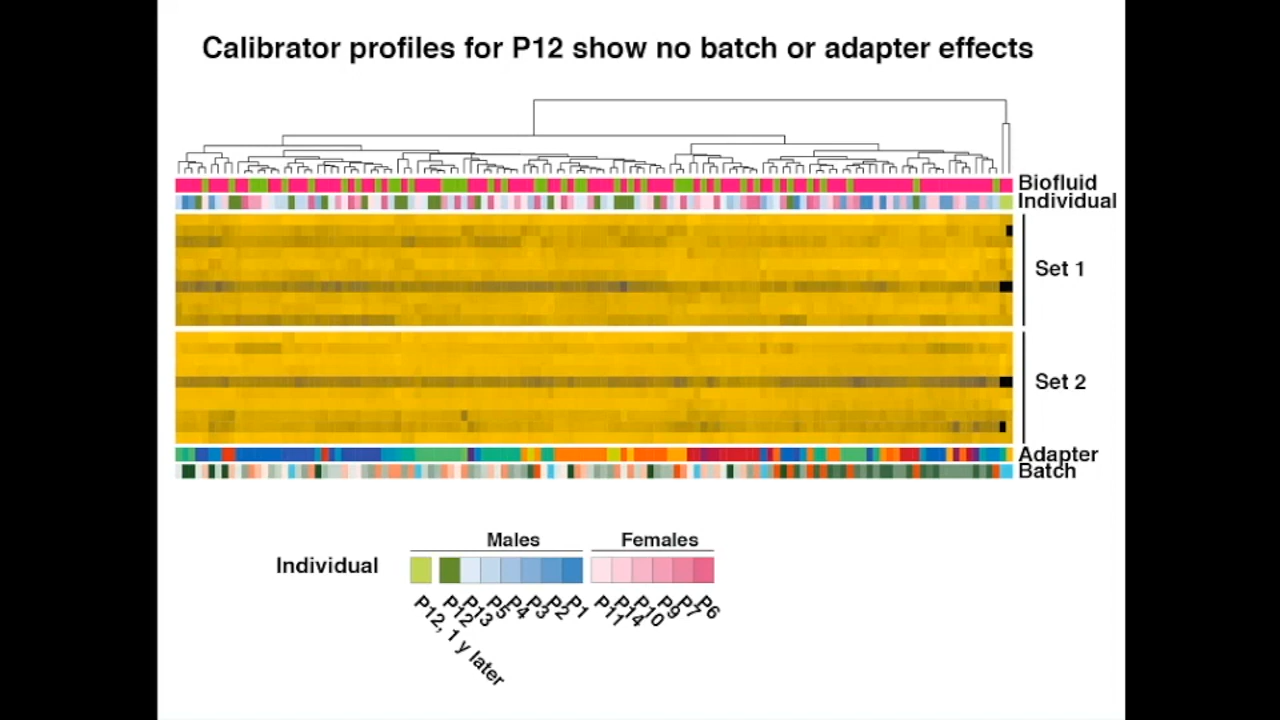 Calibrator profiles for P12 show no batch or adapter effects
Biofluid
Individual
Set 1
Set 2
Adapter
Batch
Males
Females
Individual
P12, 1 y later
P12
P13
P5
P4
P3
P2
P1
P11
P14
P10
P9
P7
P6